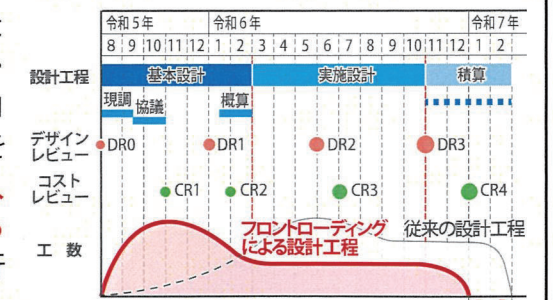 令和5年 令和6年 令和7年
8 9 10 11 12 1 2 3 4 5 6 7 8 9 10 11 12 1 2
設計工程 基本設計 実施設計 積算
現調 協議 概算
デザイン
レビュー
DR0 DR1 DR2 DR3
コスト
レビュー
CR1 CR2 CR3 CR4
工 数
フロントローディング
による設計工程
従来の設計工程